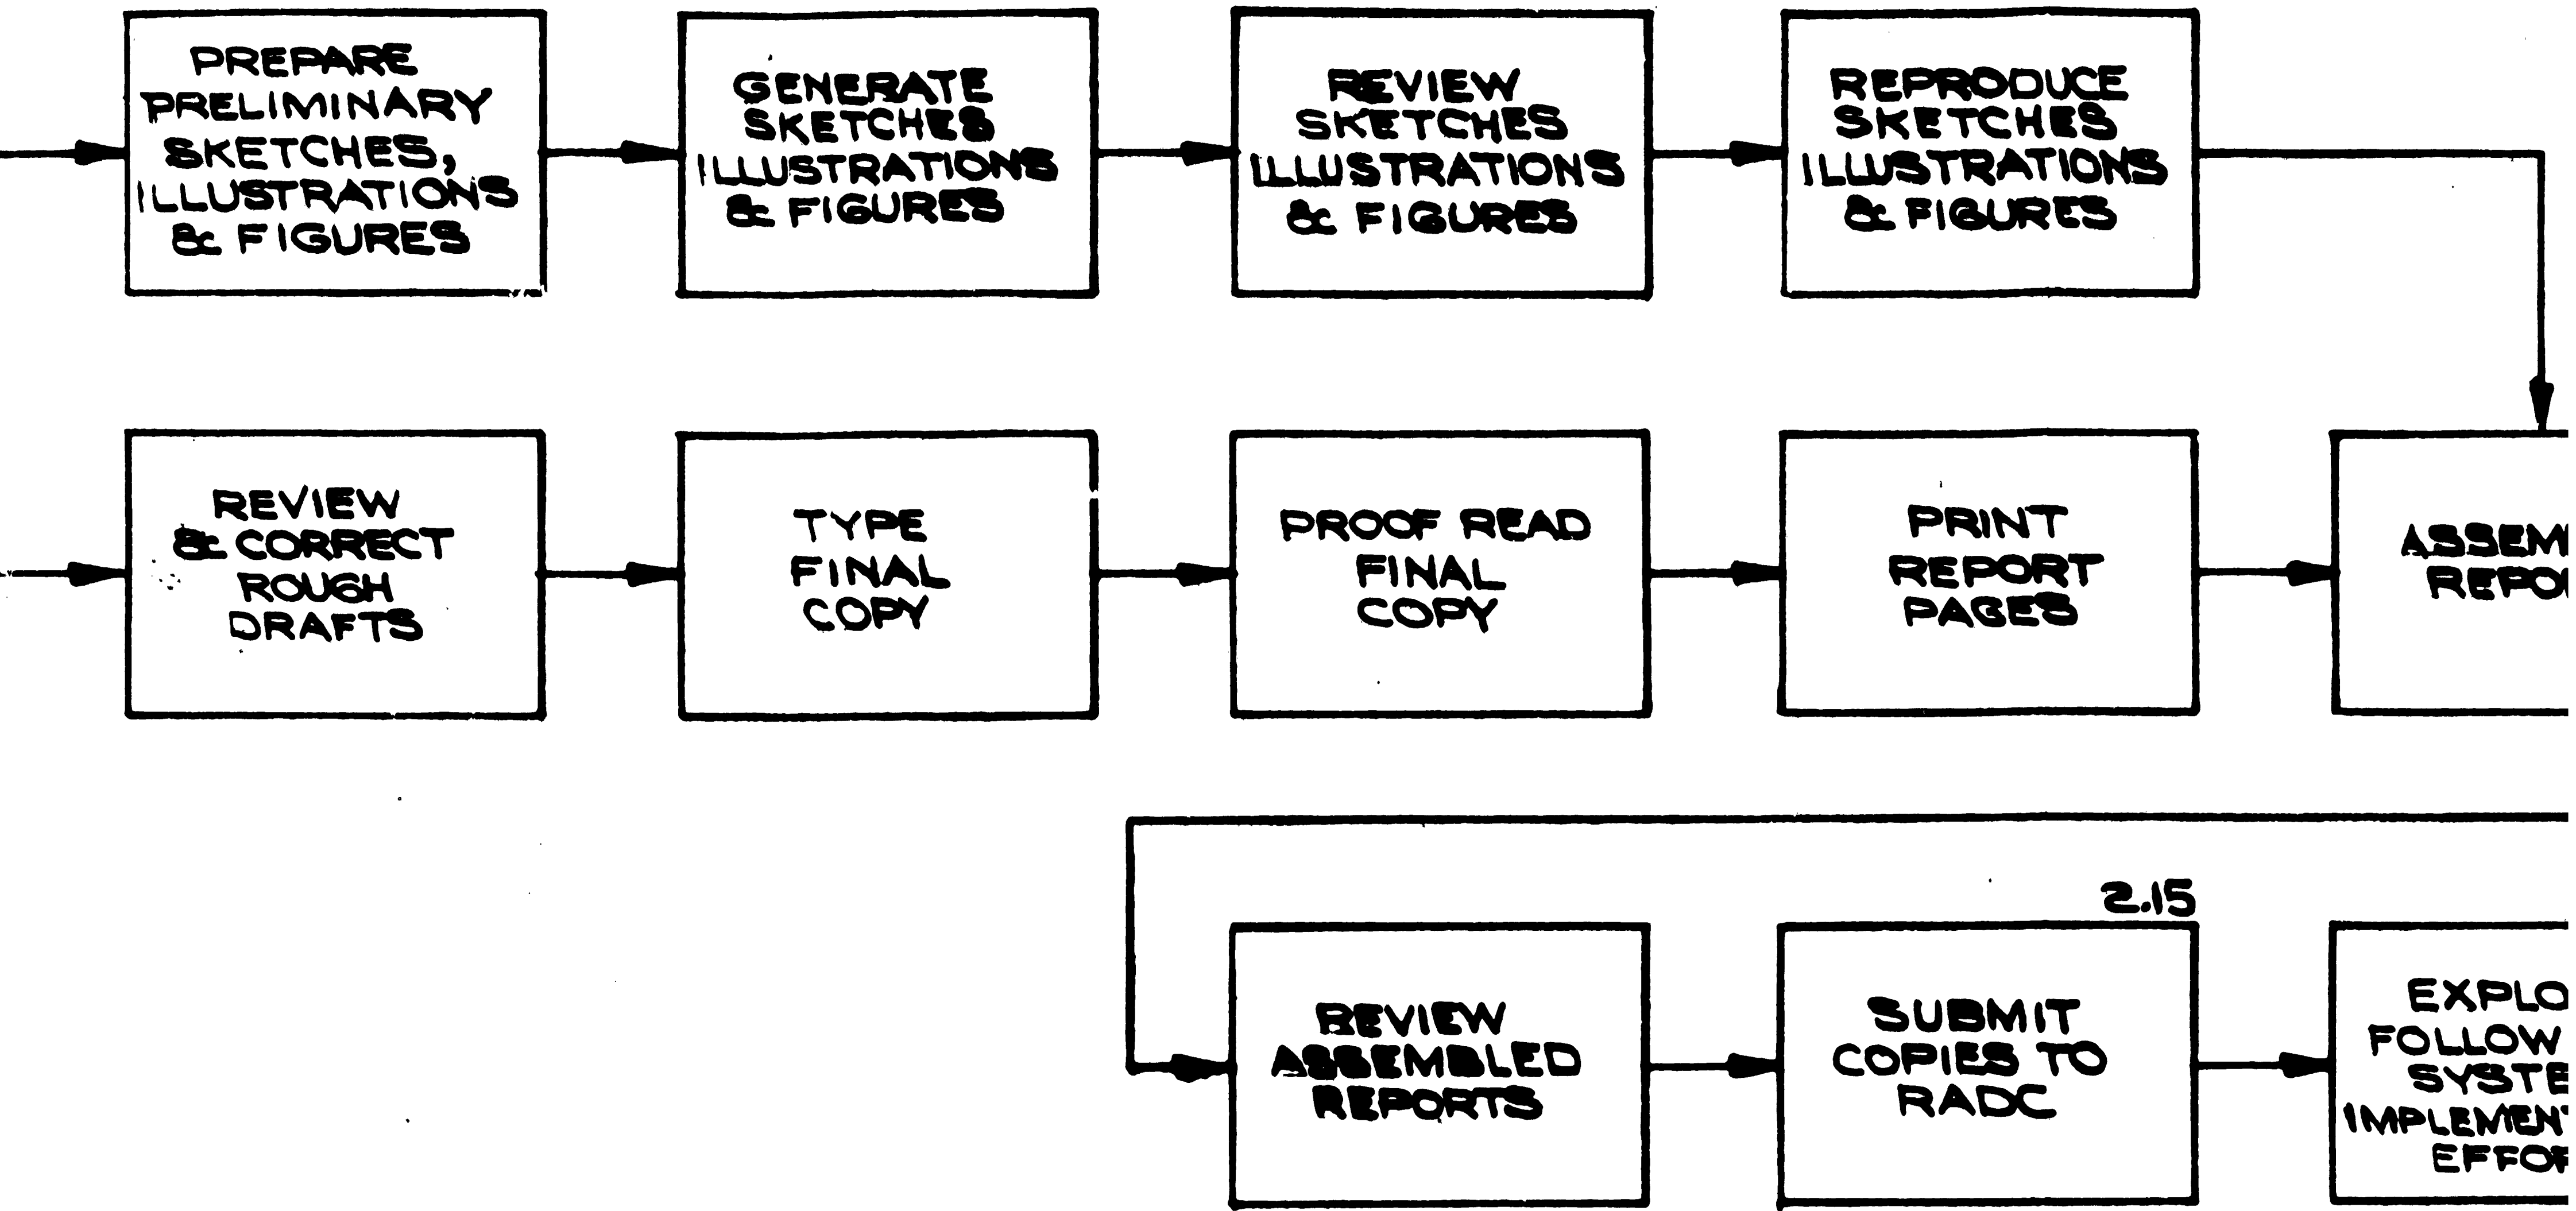 PREPARE
PRELIMINARY
SKETCHES,
ILLUSTRATIONS
& FIGURES
GENERATE
SKETCHES
ILLUSTRATIONS
& FIGURES
REVIEW
SKETCHES
ILLUSTRATIONS
& FIGURES
REPRODUCE
SKETCHES
ILLUSTRATIONS
& FIGURES
REVIEW
& CORRECT
ROUGH
DRAFTS
TYPE
FINAL
COPY
PROOF READ
FINAL
COPY
PRINT
REPORT
PAGES
REVIEW
ASSEMBLED
REPORTS
2.15
SUBMIT
COPIES TO
RADC
FOLLOW